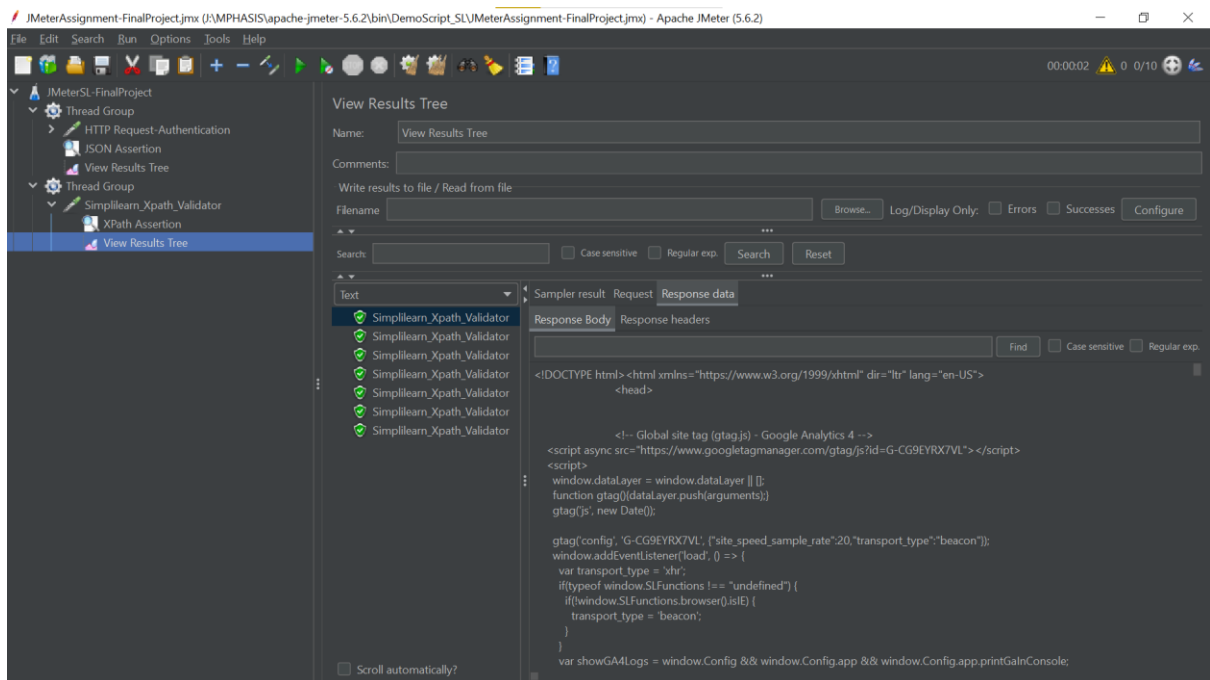 JMeterAssignment-FinalProject.jmx (J:\MPHASIS\apache-jmeter-5.6.2\bin\DemoScript_SL\JMeterAssignment-FinalProject.jmx) - Apache JMeter (5.6.2)
File Edit Search Run Options Tools Help
00:00:02 0 0/10
JMeterSL-FinalProject
Thread Group
HTTP Request-Authentication
JSON Assertion
View Results Tree
Thread Group
Simplilearn_Xpath_Validator
XPath Assertion
View Results Tree
View Results Tree
Name: View Results Tree
Comments:
Write results to file / Read from file
Filename Browse... Log/Display Only: Errors Successes Configure
Search: Case sensitive Regular exp. Search Reset
Text
Simplilearn_Xpath_Validator
Simplilearn_Xpath_Validator
Simplilearn_Xpath_Validator
Simplilearn_Xpath_Validator
Simplilearn_Xpath_Validator
Simplilearn_Xpath_Validator
Simplilearn_Xpath_Validator
Scroll automatically?
Sampler result Request Response data
Response Body Response headers
Find Case sensitive Regular exp.
<!DOCTYPE html><html xmlns="https://www.w3.org/1999/xhtml" dir="ltr" lang="en-US">
<head>
<!-- Global site tag (gtag.js) - Google Analytics 4 -->
<script async src="https://www.googletagmanager.com/gtag/js?id=G-CG9EYRX7VL"></script>
<script>
window.dataLayer = window.dataLayer || [];
function gtag(){dataLayer.push(arguments);}
gtag('js', new Date());
gtag('config', 'G-CG9EYRX7VL', {"site_speed_sample_rate":20,"transport_type":"beacon"});
window.addEventListener('load', () => {
var transport_type = 'xhr';
if(typeof window.SLFunctions !== "undefined") {
if(!window.SLFunctions.browser().isIE) {
transport_type = 'beacon';
}
}
var showGA4Logs = window.Config && window.Config.app && window.Config.app.printGaInConsole;